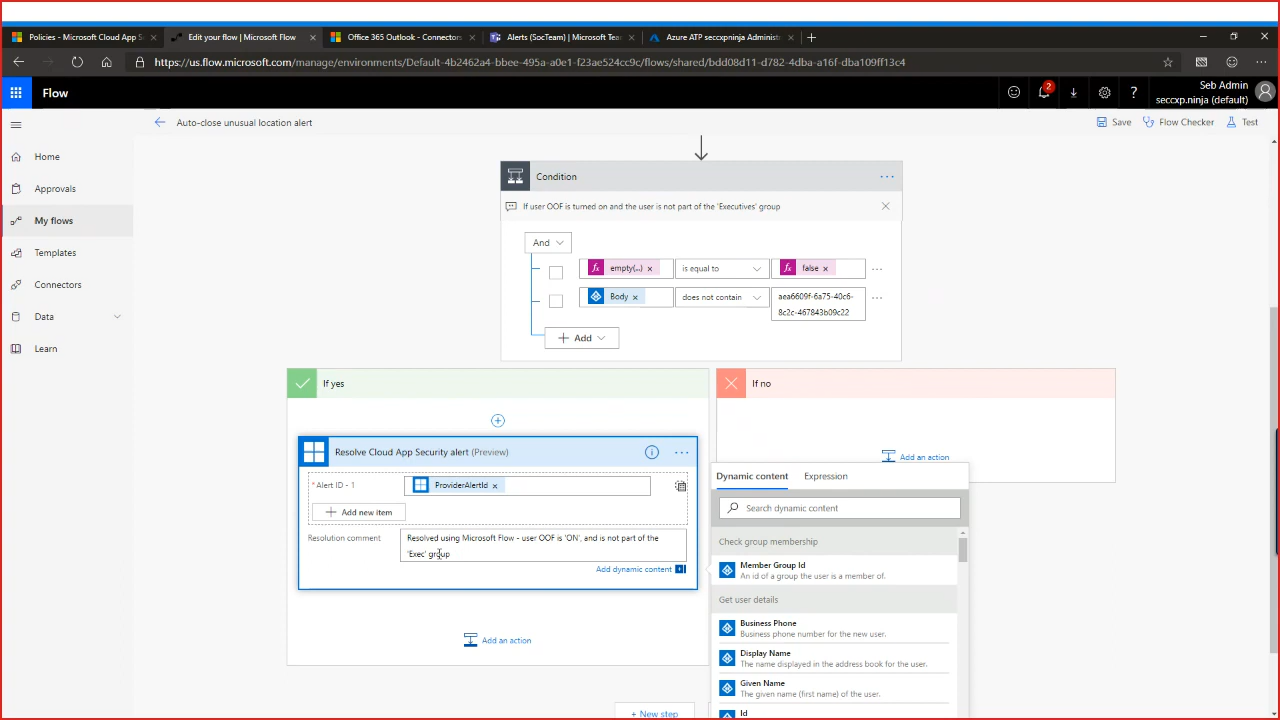 Policies - Microsoft Cloud App S
Edit your flow | Microsoft Flow
Office 365 Outlook - Connectors
Alerts (SocTeam) | Microsoft Team
Azure ATP seccxpninja Administra
https://us.flow.microsoft.com/manage/environments/Default-4b2462a4-bbee-495a-a0e1-f23ae524cc9c/flows/shared/bdd08d11-d782-4dba-a16f-dba109ff13c4
Flow
2
?
Seb Admin
seccxp.ninja (default)
Auto-close unusual location alert
Save
Flow Checker
Test
Home
Approvals
My flows
Templates
Connectors
Data
Learn
Condition
If user OOF is turned on and the user is not part of the 'Executives' group
And
fx empty(...) x
is equal to
fx false x
Body x
does not contain
aea6609f-6a75-40c6-
8c2c-467843b09c22
+ Add
If yes
If no
Resolve Cloud App Security alert (Preview)
* Alert ID - 1
ProviderAlertId x
+ Add new item
Resolution comment
Resolved using Microsoft Flow - user OOF is 'ON', and is not part of the
'Exec' group
Add dynamic content
Add an action
Add an action
Dynamic content
Expression
Search dynamic content
Check group membership
Member Group Id
An id of a group the user is a member of.
Get user details
Business Phone
Business phone number for the new user.
Display Name
The name displayed in the address book for the user.
Given Name
The given name (first name) of the user.
Id
+ New step